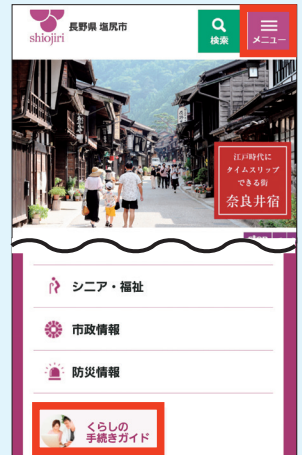 shiojiri
長野県 塩尻市
検索
メニュー
江戸時代に
タイムスリップ
できる街
奈良井宿
シニア・福祉
市政情報
防災情報
くらしの
手続きガイド